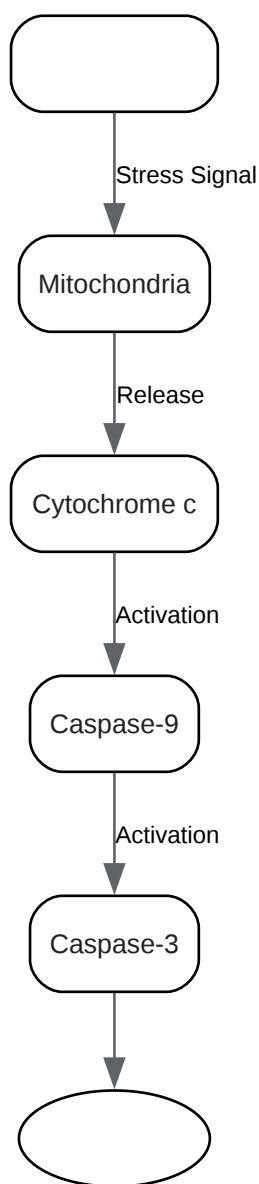 Stress Signal
Mitochondria
Release
Cytochrome c
Activation
Caspase-9
Activation
Caspase-3